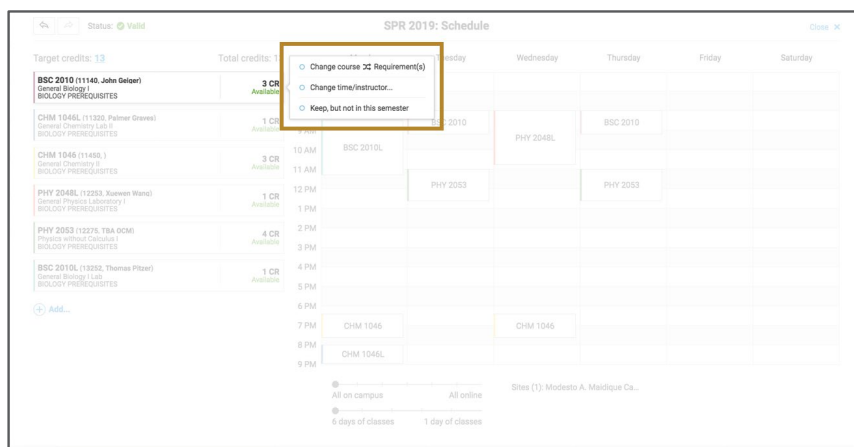 Status: Valid
SPR 2019: Schedule
Close ×
Target credits: 13
Total credits: 1
Tuesday
Wednesday
Thursday
Friday
Saturday
Change course Requirement(s)
Change time/instructor...
Keep, but not in this semester
BSC 2010 (11140, John Geiger)
General Biology I
BIOLOGY PREREQUISITES
3 CR
Available
CHM 1046L (11320, Palmer Graves)
General Chemistry Lab II
BIOLOGY PREREQUISITES
1 CR
Available
CHM 1046 (11450, )
General Chemistry II
BIOLOGY PREREQUISITES
3 CR
Available
PHY 2048L (12253, Xuewen Wang)
General Physics Laboratory I
BIOLOGY PREREQUISITES
1 CR
Available
PHY 2053 (12275, TBA OCM)
Physics without Calculus I
BIOLOGY PREREQUISITES
4 CR
Available
BSC 2010L (13252, Thomas Pitzer)
General Biology I Lab
BIOLOGY PREREQUISITES
1 CR
Available
Add...
9 AM
10 AM
11 AM
12 PM
1 PM
2 PM
3 PM
4 PM
5 PM
6 PM
7 PM
8 PM
9 PM
BSC 2010
BSC 2010
PHY 2048L
BSC 2010L
PHY 2053
PHY 2053
CHM 1046
CHM 1046
CHM 1046L
All on campus
All online
Sites (1): Modesto A. Maidique Ca...
6 days of classes
1 day of classes